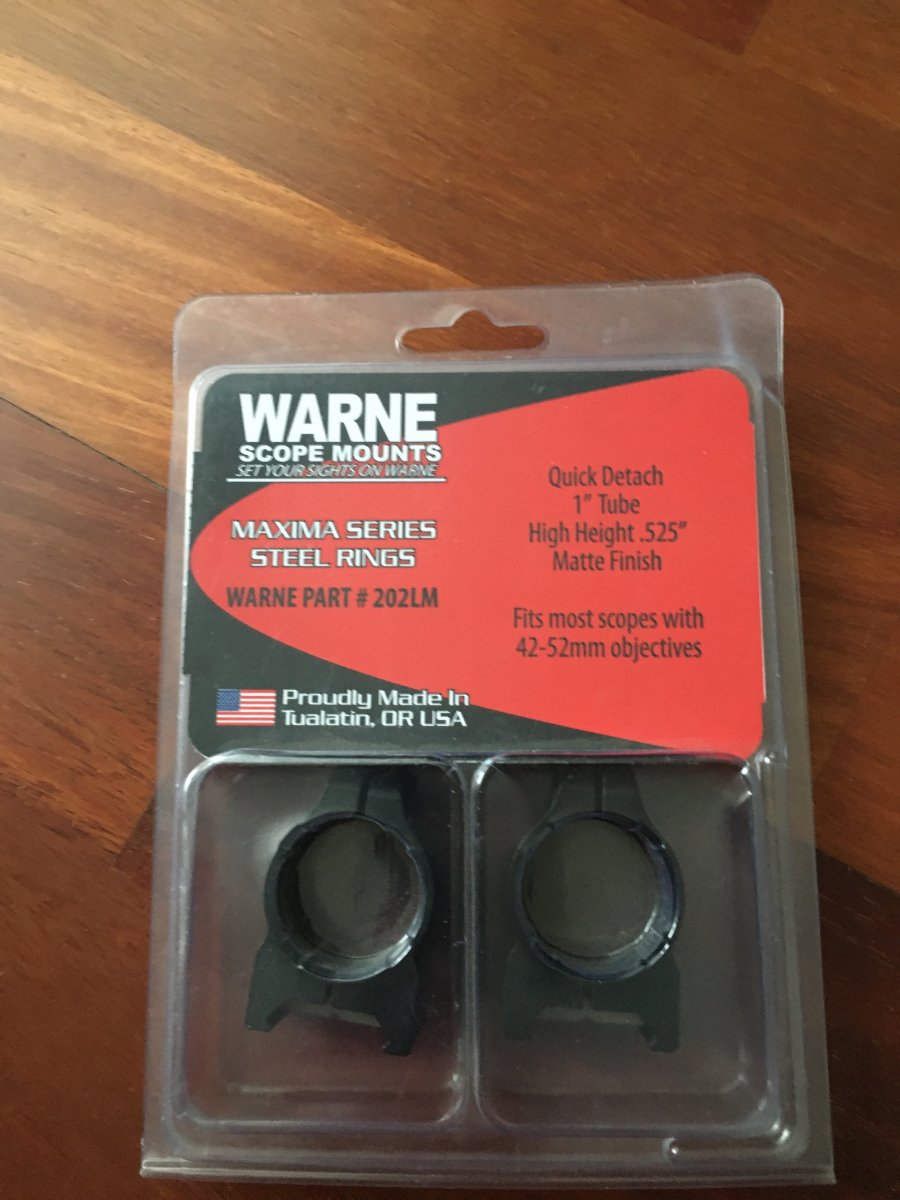 WARNE
SCOPE MOUNTS
SET YOUR SIGHTS ON WARNE
MAXIMA SERIES
STEEL RINGS
WARNE PART # 202LM
Proudly Made In
Tualatin, OR USA
Quick Detach
1” Tube
High Height .525”
Matte Finish
Fits most scopes with
42-52mm objectives